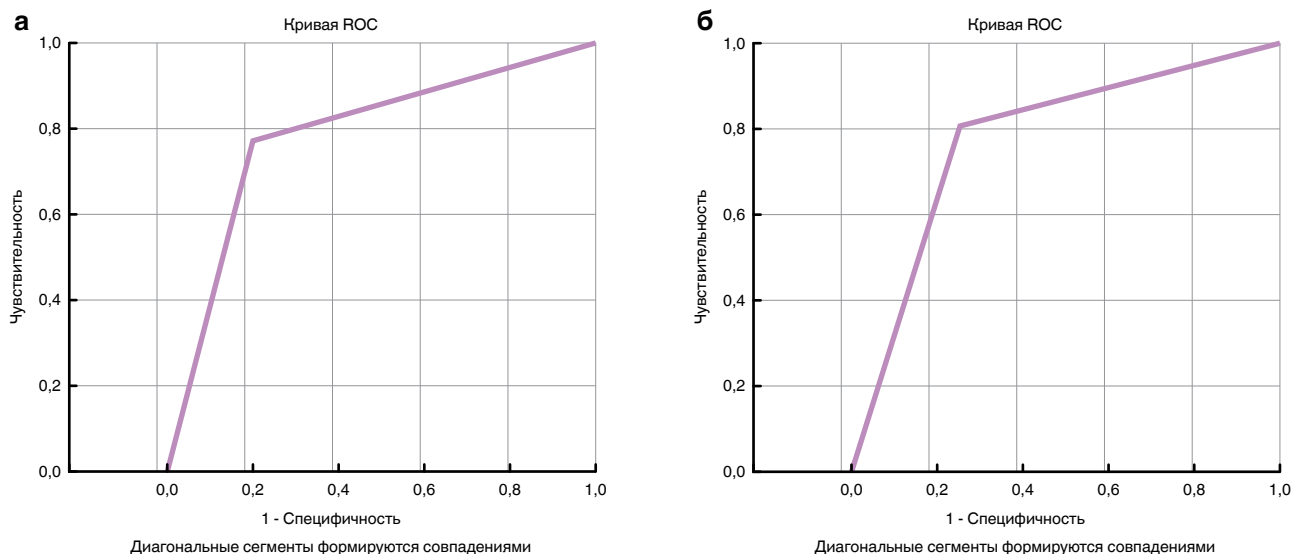 а
Кривая ROC
1,0
0,8
0,6
0,4
0,2
0,0
Чувствительность
0,0 0,2 0,4 0,6 0,8 1,0
1 - Специфичность
Диагональные сегменты формируются совпадениями
б
Кривая ROC
1,0
0,8
0,6
0,4
0,2
0,0
Чувствительность
0,0 0,2 0,4 0,6 0,8 1,0
1 - Специфичность
Диагональные сегменты формируются совпадениями